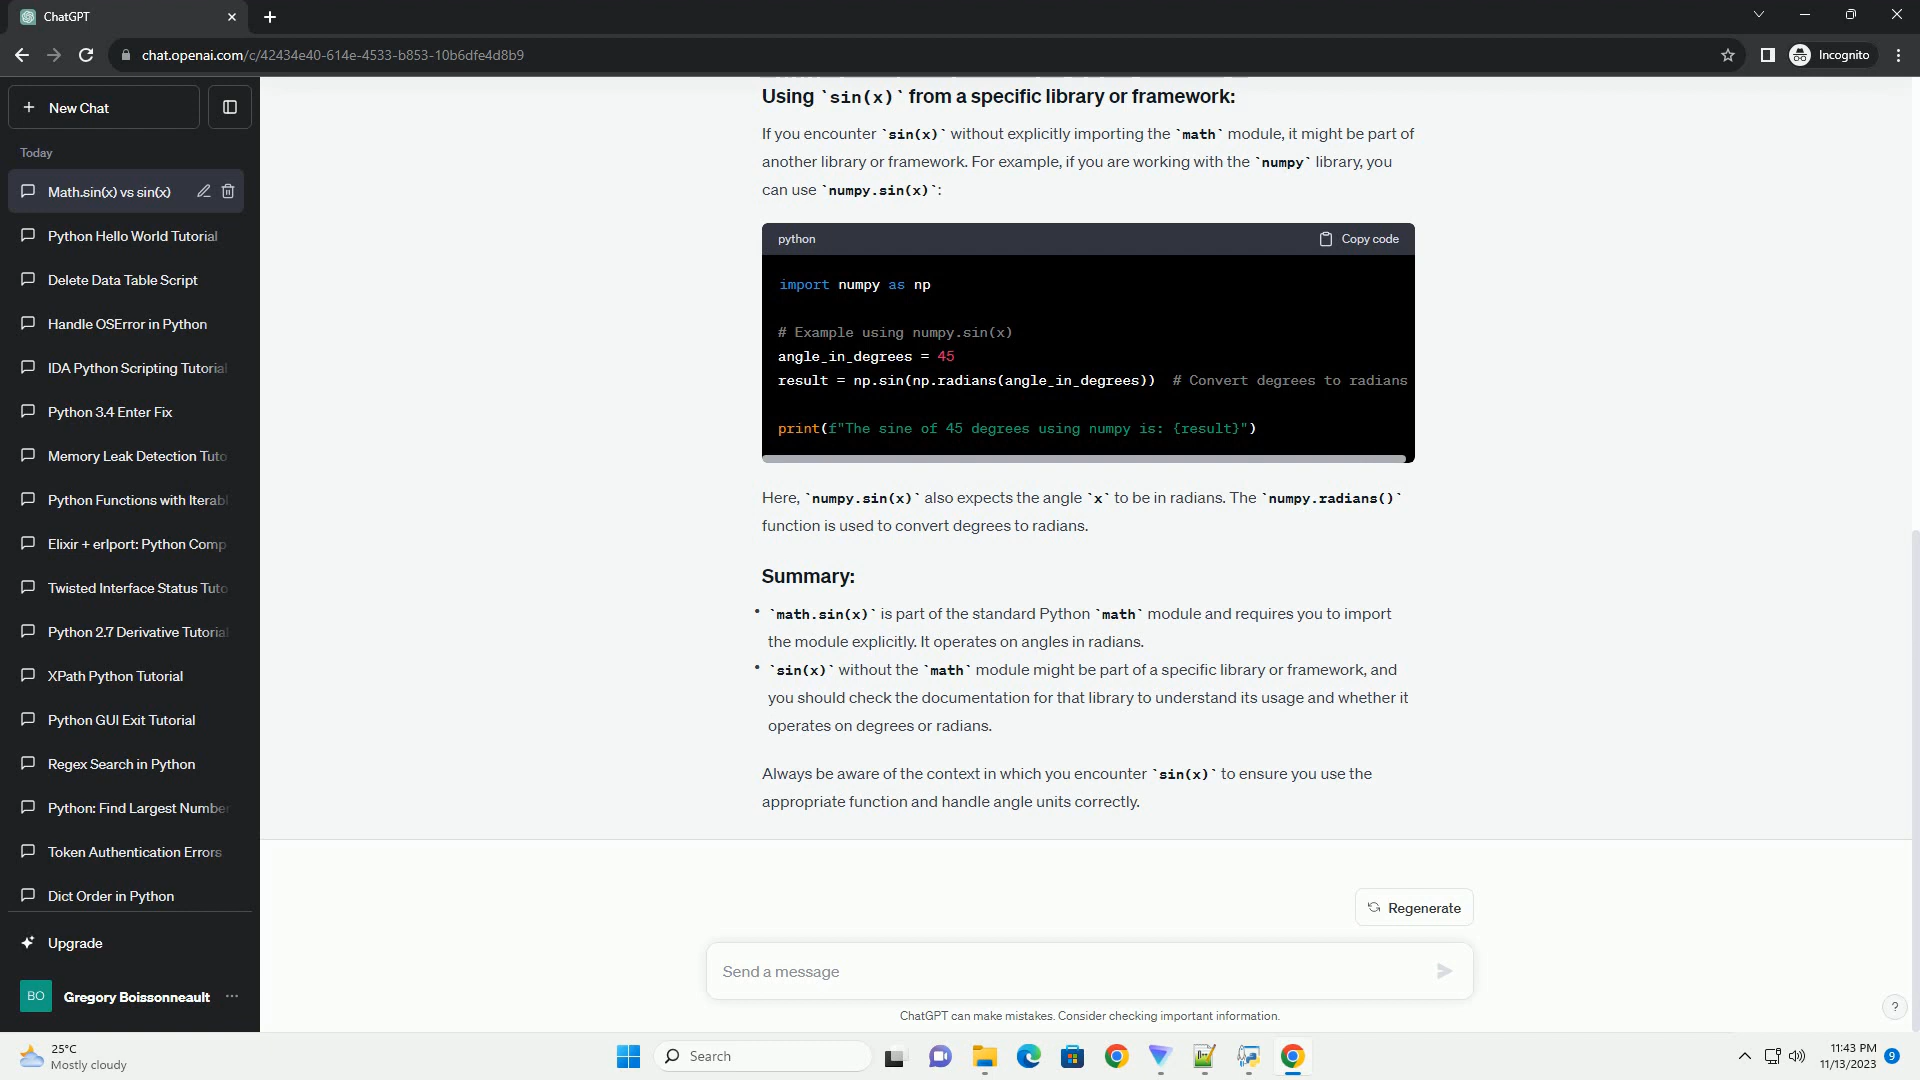 ChatGPT
chat.openai.com/c/42434e40-614e-4533-b853-10b6dfe4d8b9
Incognito
New Chat
Today
Math.sin(x) vs sin(x)
Python Hello World Tutorial
Delete Data Table Script
Handle OSError in Python
IDA Python Scripting Tutorial
Python 3.4 Enter Fix
Memory Leak Detection Tuto
Python Functions with Iterabl
Elixir + erlport: Python Comp
Twisted Interface Status Tuto
Python 2.7 Derivative Tutorial
XPath Python Tutorial
Python GUI Exit Tutorial
Regex Search in Python
Python: Find Largest Number
Token Authentication Errors
Dict Order in Python
Upgrade
BO Gregory Boissonneault
Using `sin(x)` from a specific library or framework:
If you encounter `sin(x)` without explicitly importing the `math` module, it might be part of
another library or framework. For example, if you are working with the `numpy` library, you
can use `numpy.sin(x)`:
python Copy code
import numpy as np
# Example using numpy.sin(x)
angle_in_degrees = 45
result = np.sin(np.radians(angle_in_degrees))  # Convert degrees to radians
print(f"The sine of 45 degrees using numpy is: {result}")
Here, `numpy.sin(x)` also expects the angle `x` to be in radians. The `numpy.radians()`
function is used to convert degrees to radians.
Summary:
• `math.sin(x)` is part of the standard Python `math` module and requires you to import
the module explicitly. It operates on angles in radians.
• `sin(x)` without the `math` module might be part of a specific library or framework, and
you should check the documentation for that library to understand its usage and whether it
operates on degrees or radians.
Always be aware of the context in which you encounter `sin(x)` to ensure you use the
appropriate function and handle angle units correctly.
Regenerate
Send a message
ChatGPT can make mistakes. Consider checking important information.
?
25°C
Mostly cloudy
Search
11:43 PM
11/13/2023
9